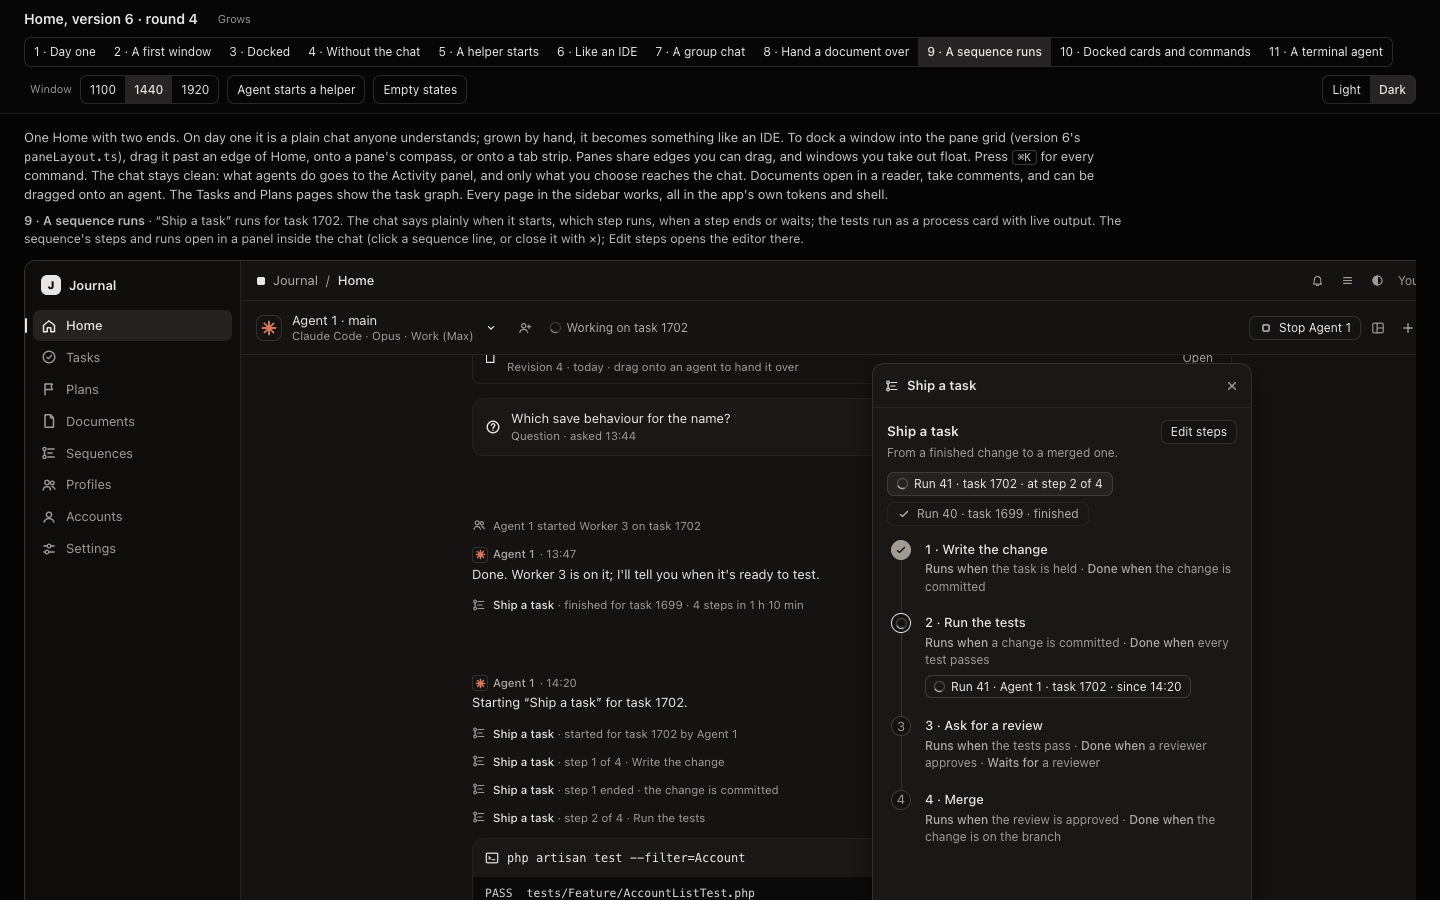 Home, version 6 · round 4 Grows
1 · Day one 2 · A first window 3 · Docked 4 · Without the chat 5 · A helper starts 6 · Like an IDE 7 · A group chat 8 · Hand a document over 9 · A sequence runs 10 · Docked cards and commands 11 · A terminal agent
Window 1100 1440 1920 Agent starts a helper Empty states Light Dark
One Home with two ends. On day one it is a plain chat anyone understands; grown by hand, it becomes something like an IDE. To dock a window into the pane grid (version 6's
paneLayout.ts), drag it past an edge of Home, onto a pane's compass, or onto a tab strip. Panes share edges you can drag, and windows you take out float. Press ⌘K for every
command. The chat stays clean: what agents do goes to the Activity panel, and only what you choose reaches the chat. Documents open in a reader, take comments, and can be
dragged onto an agent. The Tasks and Plans pages show the task graph. Every page in the sidebar works, all in the app's own tokens and shell.
9 · A sequence runs · “Ship a task” runs for task 1702. The chat says plainly when it starts, which step runs, when a step ends or waits; the tests run as a process card with live output. The
sequence's steps and runs open in a panel inside the chat (click a sequence line, or close it with ×); Edit steps opens the editor there.
J Journal
Home
Tasks
Plans
Documents
Sequences
Profiles
Accounts
Settings
Journal / Home
You
Agent 1 · main
Claude Code · Opus · Work (Max)
Working on task 1702
Stop Agent 1
Revision 4 · today · drag onto an agent to hand it over
Open
Which save behaviour for the name?
Question · asked 13:44
Agent 1 started Worker 3 on task 1702
Agent 1 · 13:47
Done. Worker 3 is on it; I'll tell you when it's ready to test.
Ship a task · finished for task 1699 · 4 steps in 1 h 10 min
Agent 1 · 14:20
Starting “Ship a task” for task 1702.
Ship a task · started for task 1702 by Agent 1
Ship a task · step 1 of 4 · Write the change
Ship a task · step 1 ended · the change is committed
Ship a task · step 2 of 4 · Run the tests
php artisan test --filter=Account
PASS tests/Feature/AccountListTest.php
Ship a task
Ship a task
Edit steps
From a finished change to a merged one.
Run 41 · task 1702 · at step 2 of 4
Run 40 · task 1699 · finished
1 · Write the change
Runs when the task is held · Done when the change is
committed
2 · Run the tests
Runs when a change is committed · Done when every
test passes
Run 41 · Agent 1 · task 1702 · since 14:20
3 3 · Ask for a review
Runs when the tests pass · Done when a reviewer
approves · Waits for a reviewer
4 4 · Merge
Runs when the review is approved · Done when the
change is on the branch